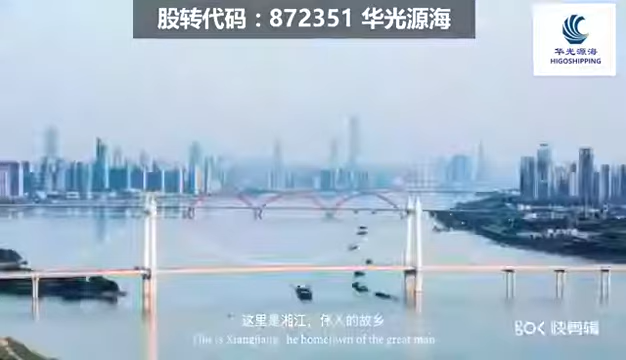 股转代码：872351 华光源海
华光源海
HIGOSHIPPING
这里是湘江，伟人的故乡
This is Xiangjiang, he hometown of the great man
快剪辑